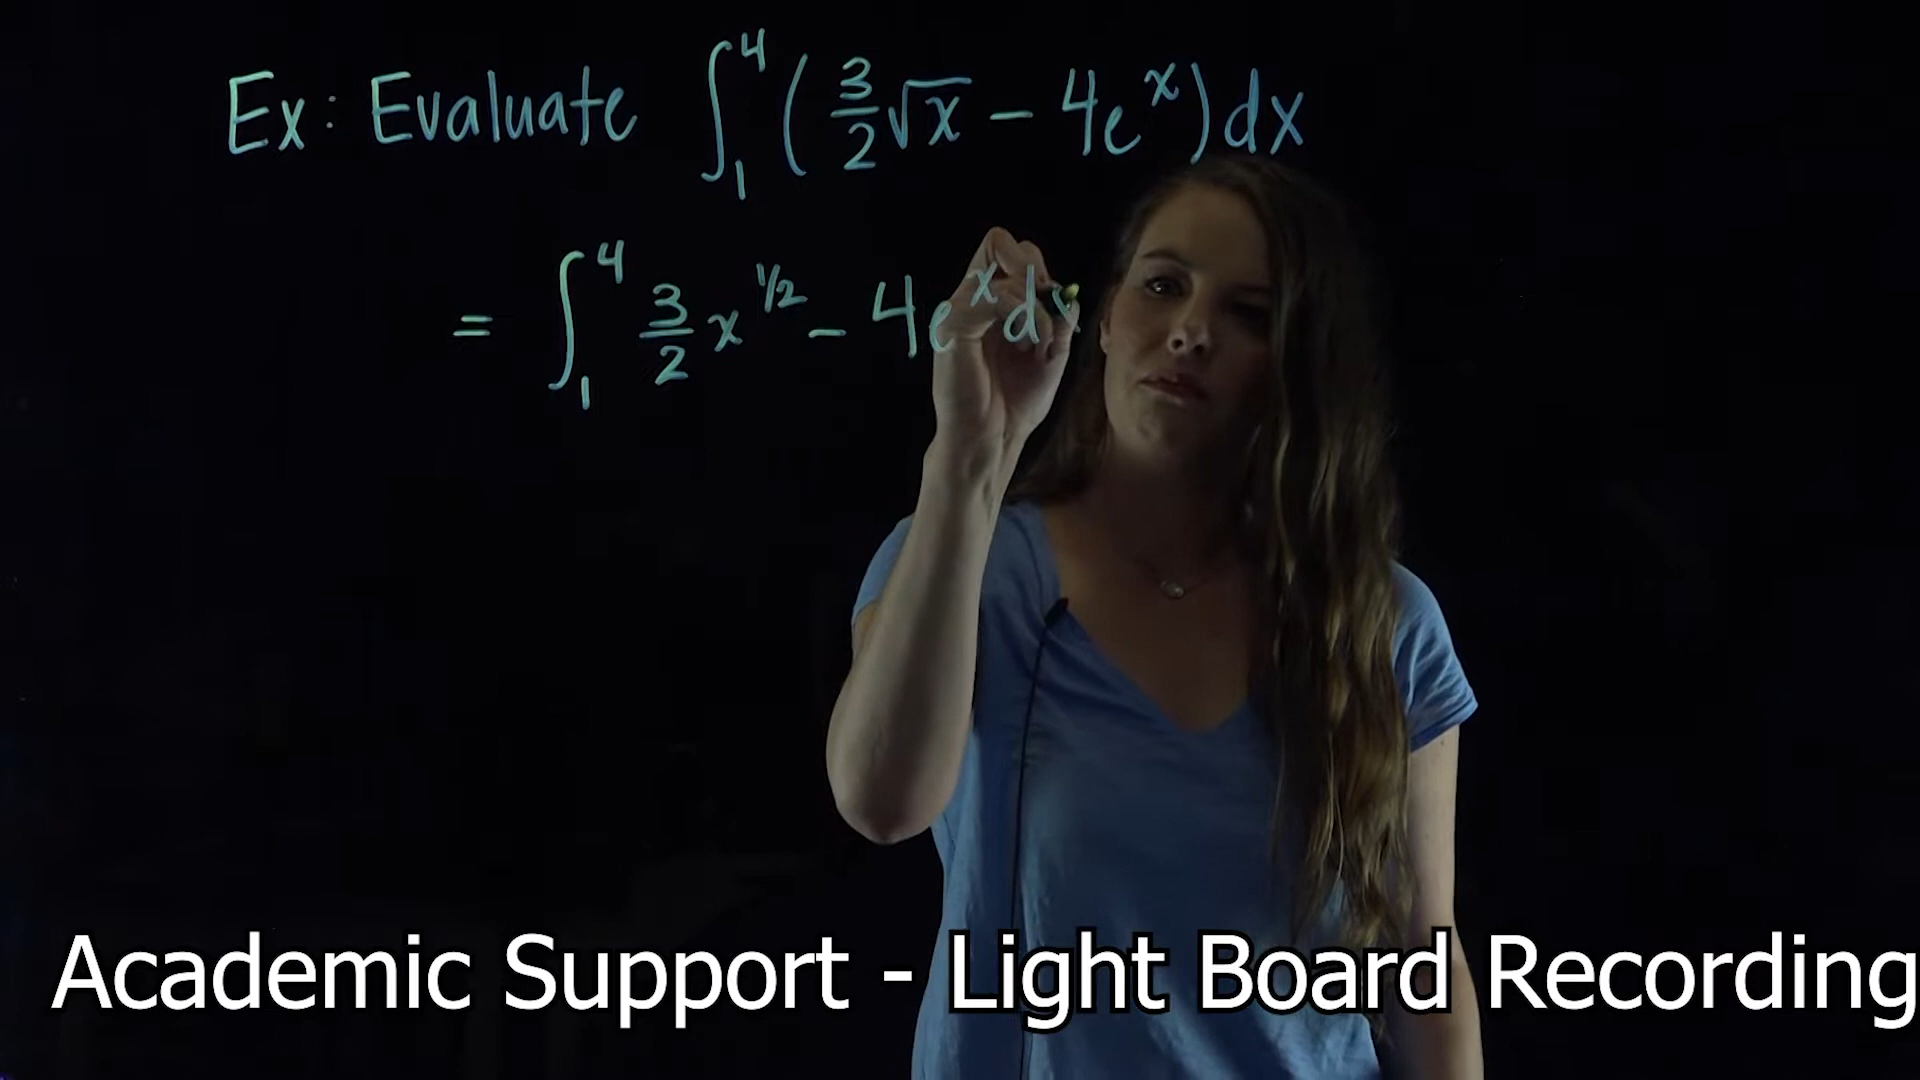 Ex: Evaluate ∫₁⁴ (3/2 √x − 4eˣ) dx
= ∫₁⁴ 3/2 x^1/2 − 4eˣ dx
Academic Support - Light Board Recording